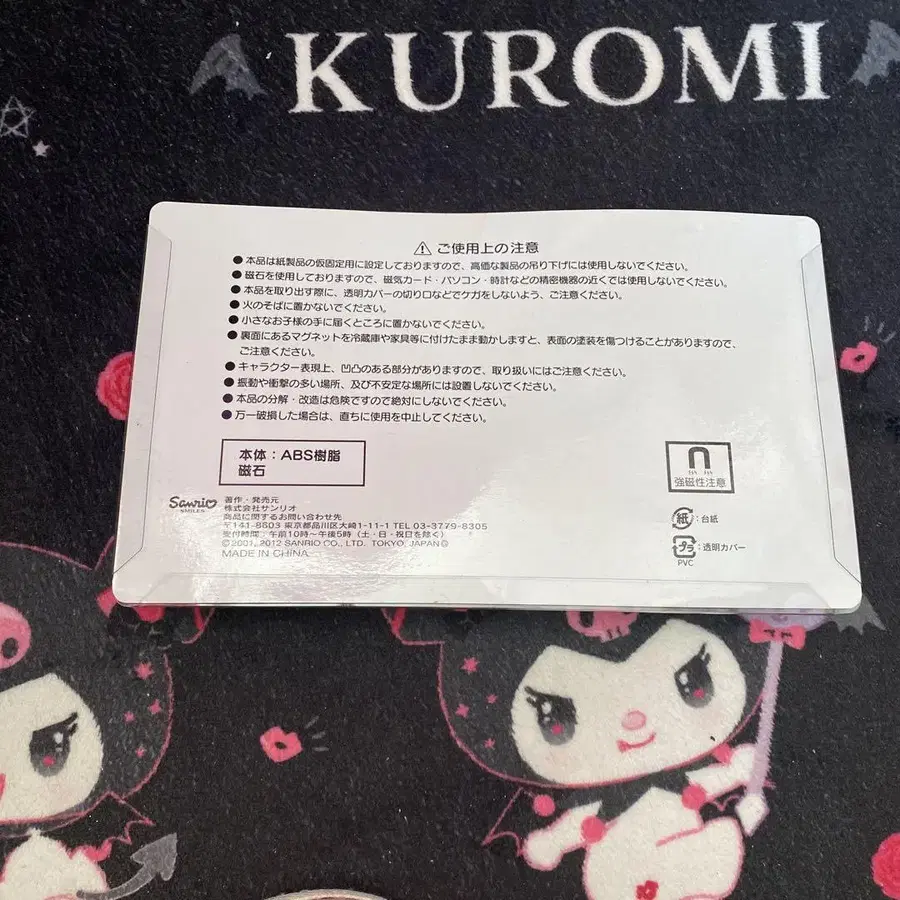 KUROMI
⚠ ご使用上の注意
●本品は紙製品の仮固定用に設定しておりますので、高価な製品の吊り下げには使用しないでください。
●磁石を使用しておりますので、磁気カード・パソコン・時計などの精密機器の近くでは使用しないでください。
●本品を取り出す際に、透明カバーの切り口などでケガをしないよう、ご注意ください。
●火のそばに置かないでください。
●小さなお子様の手に届くところに置かないでください。
●裏面にあるマグネットを冷蔵庫や家具等に付けたまま動かしますと、表面の塗装を傷つけることがありますので、
ご注意ください。
●キャラクター表現上、凹凸のある部分がありますので、取り扱いにはご注意ください。
●振動や衝撃の多い場所、及び不安定な場所には設置しないでください。
●本品の分解・改造は危険ですので絶対にしないでください。
●万一破損した場合は、直ちに使用を中止してください。
本体：ABS樹脂
磁石
強磁性注意
Sanrio
SMILES
著作・発売元
株式会社サンリオ
商品に関するお問い合わせ先
〒141-8603 東京都品川区大崎1-11-1 TEL 03-3779-8305
受付時間：午前10時～午後5時（土・日・祝日を除く）
©2001, 2012 SANRIO CO., LTD. TOKYO, JAPAN
MADE IN CHINA
紙：台紙
プラ：透明カバー
PVC